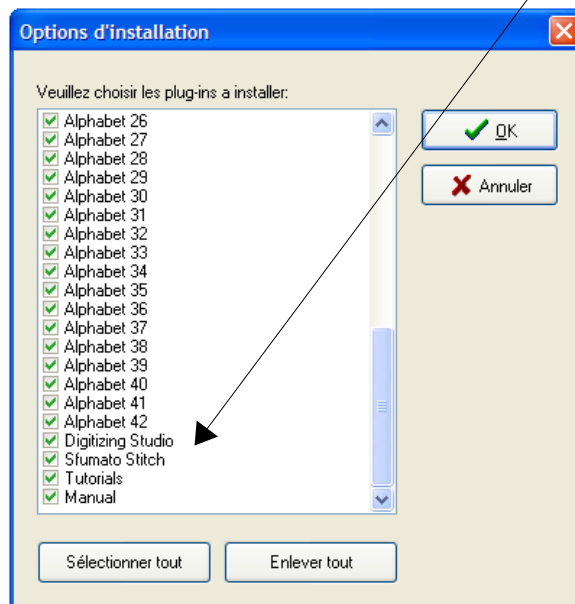 Options d'installation
Veuillez choisir les plug-ins a installer:
Alphabet 26
Alphabet 27
Alphabet 28
Alphabet 29
Alphabet 30
Alphabet 31
Alphabet 32
Alphabet 33
Alphabet 34
Alphabet 35
Alphabet 36
Alphabet 37
Alphabet 38
Alphabet 39
Alphabet 40
Alphabet 41
Alphabet 42
Digitizing Studio
Sfumato Stitch
Tutorials
Manual
OK
Annuler
Sélectionner tout
Enlever tout